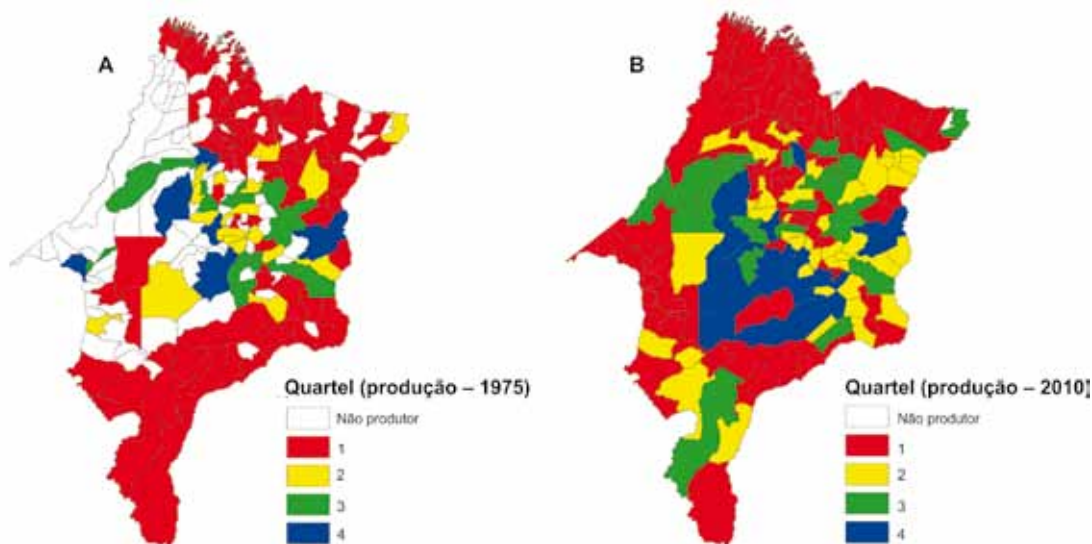 A
B
Quartel (produção – 1975)
Não produtor
1
2
3
4
Quartel (produção – 2010)
Não produtor
1
2
3
4